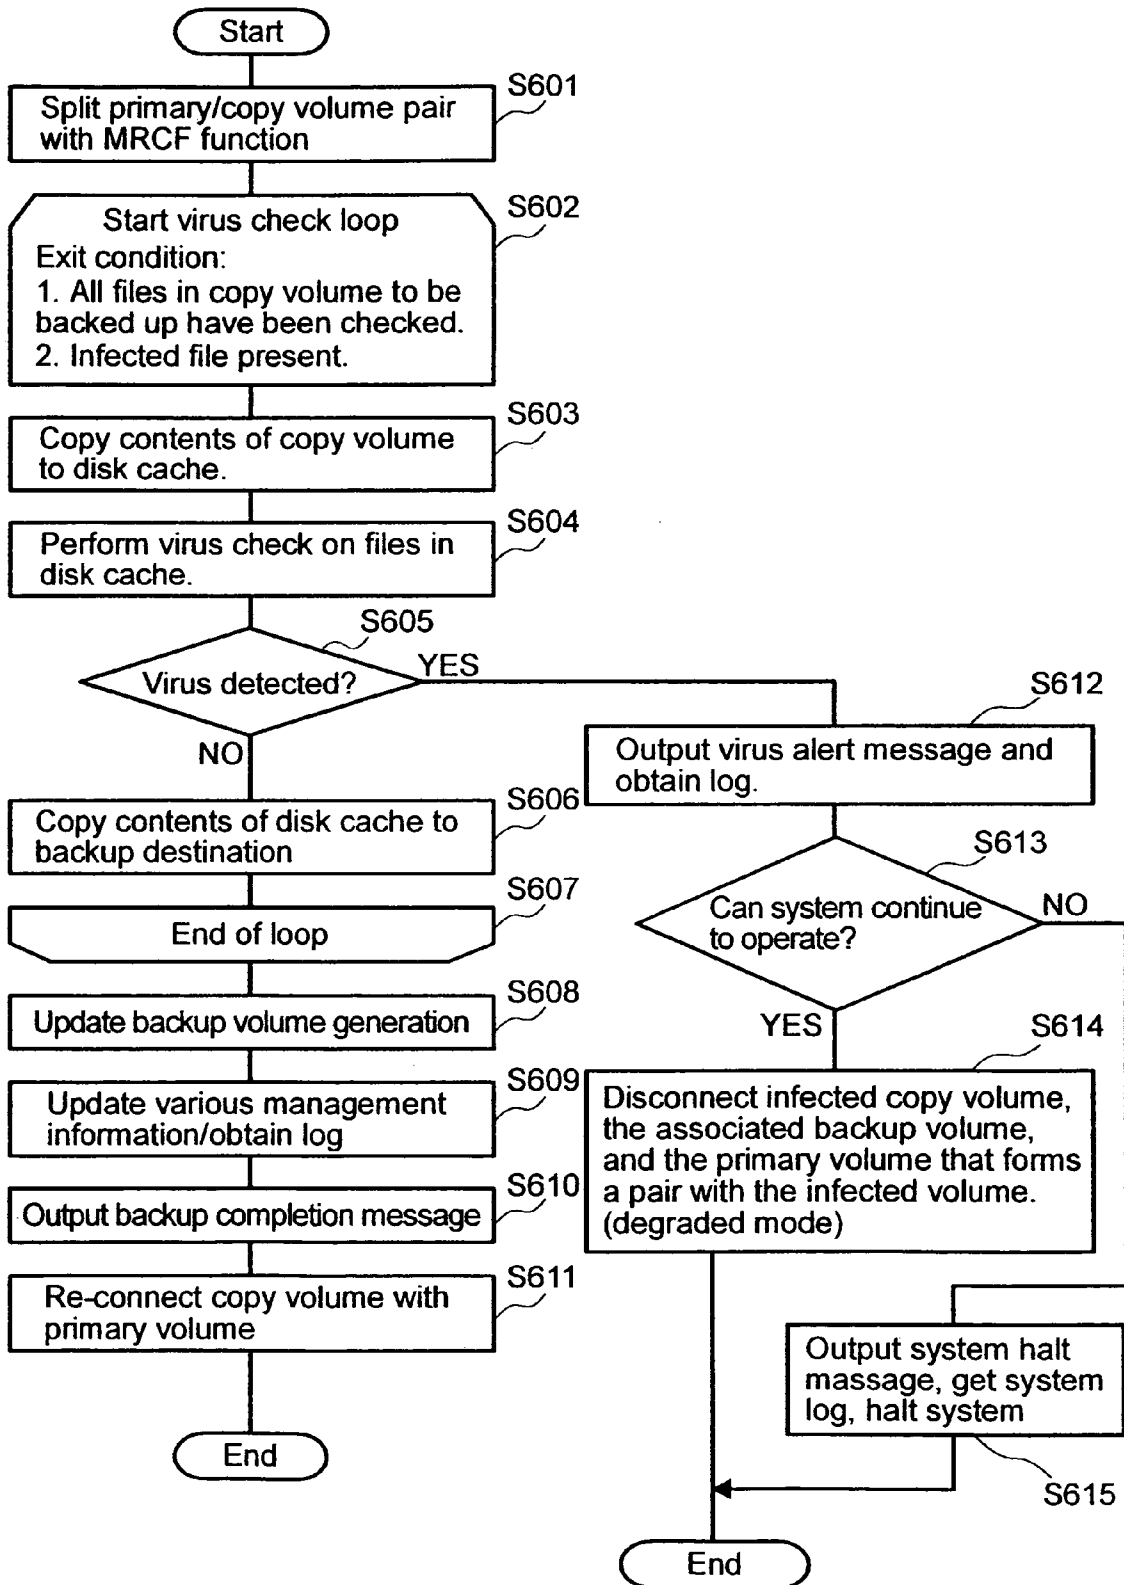 Start
S601
Split primary/copy volume pair
with MRCF function
S602
Start virus check loop
Exit condition:
1. All files in copy volume to be
backed up have been checked.
2. Infected file present.
S603
Copy contents of copy volume
to disk cache.
S604
Perform virus check on files in
disk cache.
S605
Virus detected?
YES
NO
S606
Copy contents of disk cache to
backup destination
S607
End of loop
S608
Update backup volume generation
S609
Update various management
information/obtain log
S610
Output backup completion message
S611
Re-connect copy volume with
primary volume
End
S612
Output virus alert message and
obtain log.
S613
Can system continue
to operate?
NO
YES
S614
Disconnect infected copy volume,
the associated backup volume,
and the primary volume that forms
a pair with the infected volume.
(degraded mode)
Output system halt
massage, get system
log, halt system
S615
End